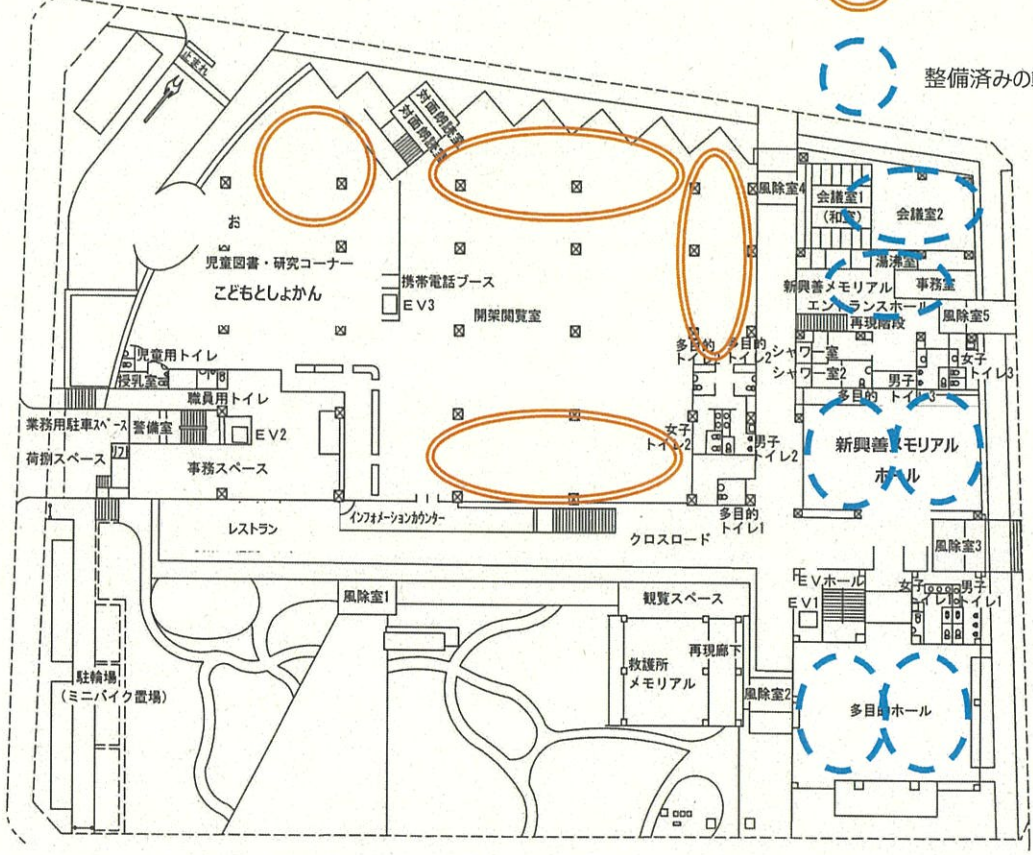 整備済みの
止まれ
対面朗読室
対面朗読室
風除室4
会議室1
(和室)
会議室2
お
児童図書・研究コーナー
こどもとしょかん
携帯電話ブース
EV3
開架閲覧室
湯沸室
新興善メモリアル
エントランスホール
事務室
再現階段
風除室5
多目的
トイレ
多目的
トイレ2
シャワー室
シャワー室2
女子
トイレ3
男子
トイレ3
多目的
児童用トイレ
授乳室
職員用トイレ
業務用駐車スペース
警備室
EV2
荷捌スペース
リフト
事務スペース
女子
トイレ2
男子
トイレ2
新興善メモリアル
ホール
多目的
トイレ1
レストラン
インフォメーションカウンター
クロスロード
風除室3
EVホール
EV1
女子
トイレ1
男子
トイレ1
風除室1
観覧スペース
再現廊下
救護所
メモリアル
風除室2
駐輪場
(ミニバイク置場)
多目的ホール